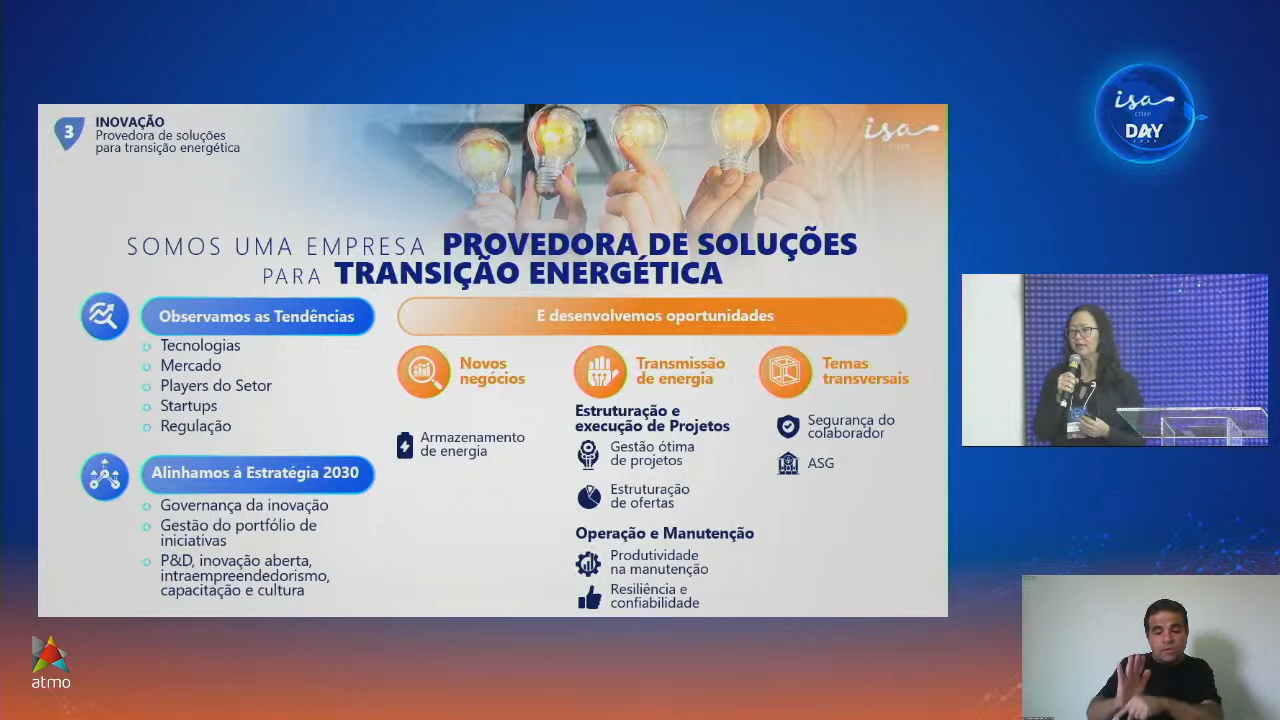 3
INOVAÇÃO
Provedora de soluções
para transição energética
isa
CTEEP
SOMOS UMA EMPRESA PROVEDORA DE SOLUÇÕES
PARA TRANSIÇÃO ENERGÉTICA
Observamos as Tendências
Tecnologias
Mercado
Players do Setor
Startups
Regulação
Alinhamos à Estratégia 2030
Governança da inovação
Gestão do portfólio de
iniciativas
P&D, inovação aberta,
intraempreendedorismo,
capacitação e cultura
E desenvolvemos oportunidades
Novos
negócios
Armazenamento
de energia
Transmissão
de energia
Estruturação e
execução de Projetos
Gestão ótima
de projetos
Estruturação
de ofertas
Operação e Manutenção
Produtividade
na manutenção
Resiliência e
confiabilidade
Temas
transversais
Segurança do
colaborador
ASG
isa
CTEEP
DAY
atmo